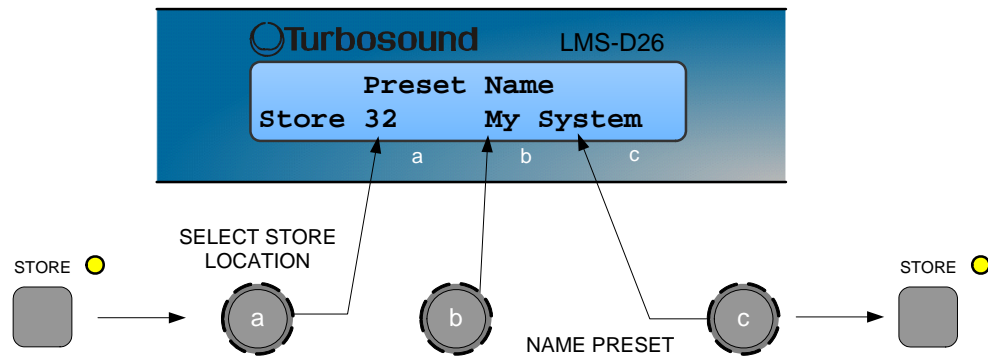 Turbosound LMS-D26
Preset Name
Store 32 My System
a b c
SELECT STORE
LOCATION
STORE
a
b
NAME PRESET
c
STORE